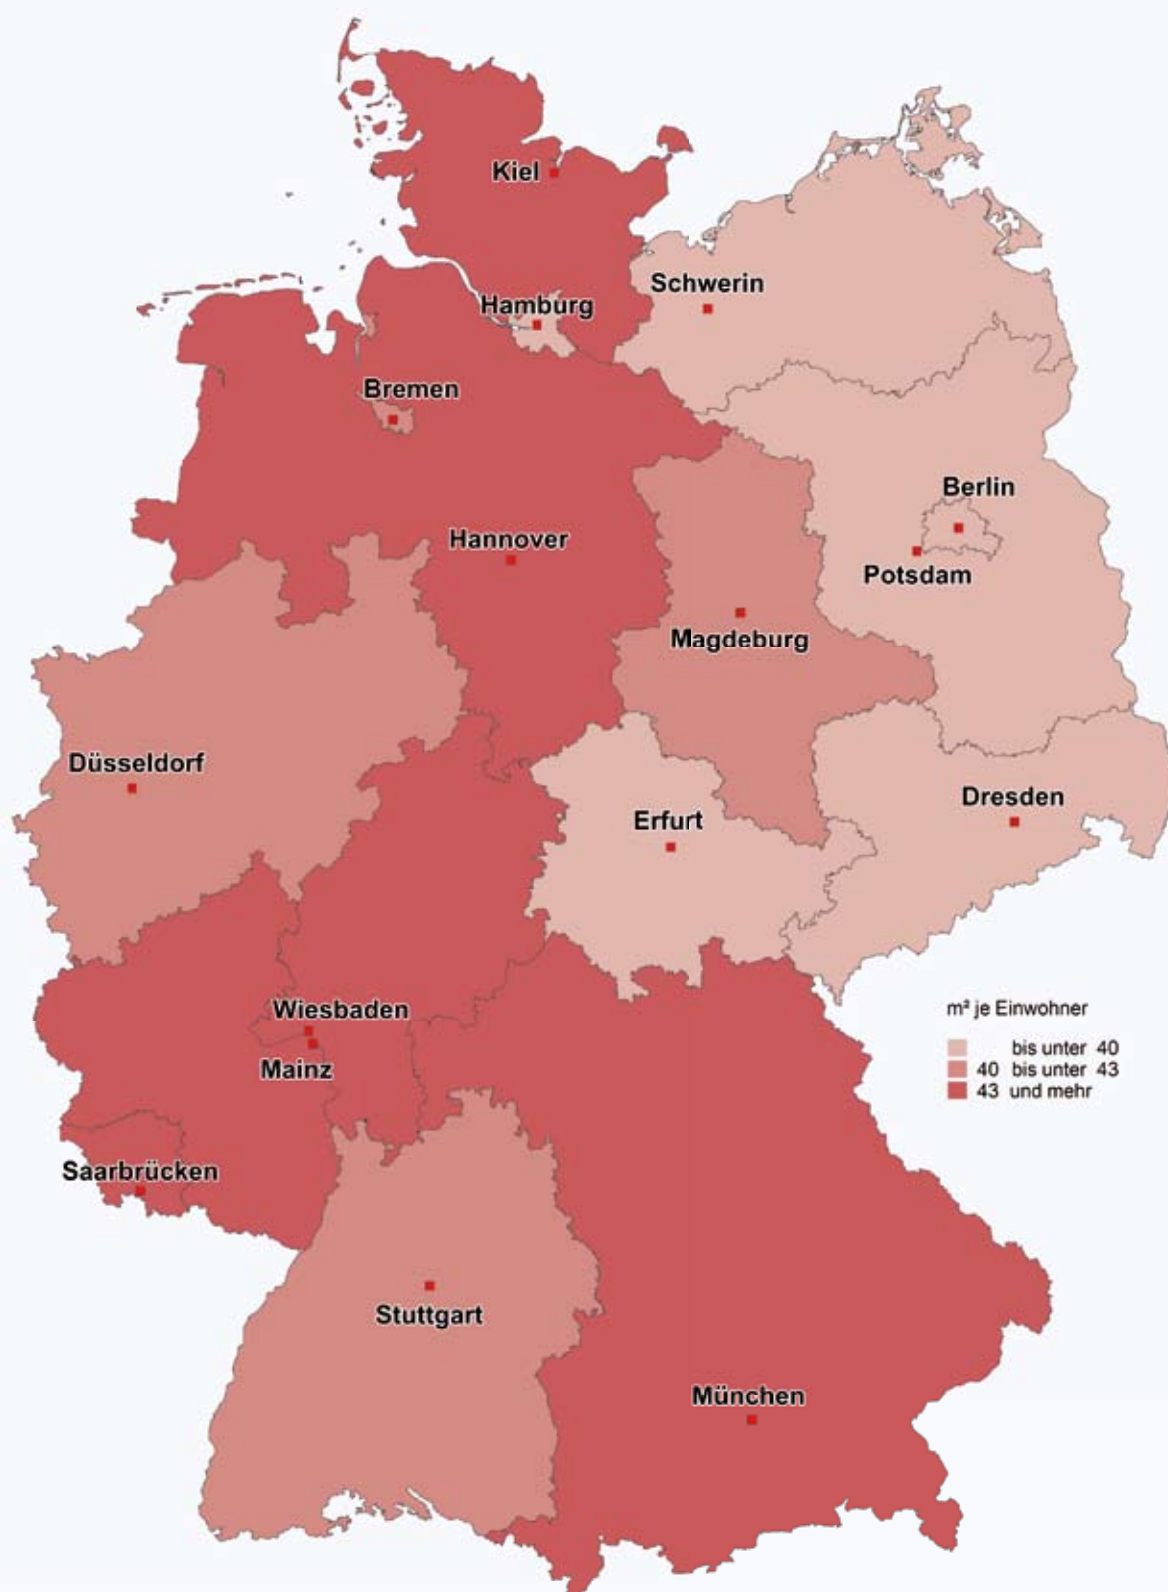 Kiel
Schwerin
Hamburg
Bremen
Berlin
Hannover
Potsdam
Magdeburg
Düsseldorf
Dresden
Erfurt
Wiesbaden
Mainz
m² je Einwohner
bis unter 40
40 bis unter 43
43 und mehr
Saarbrücken
Stuttgart
München